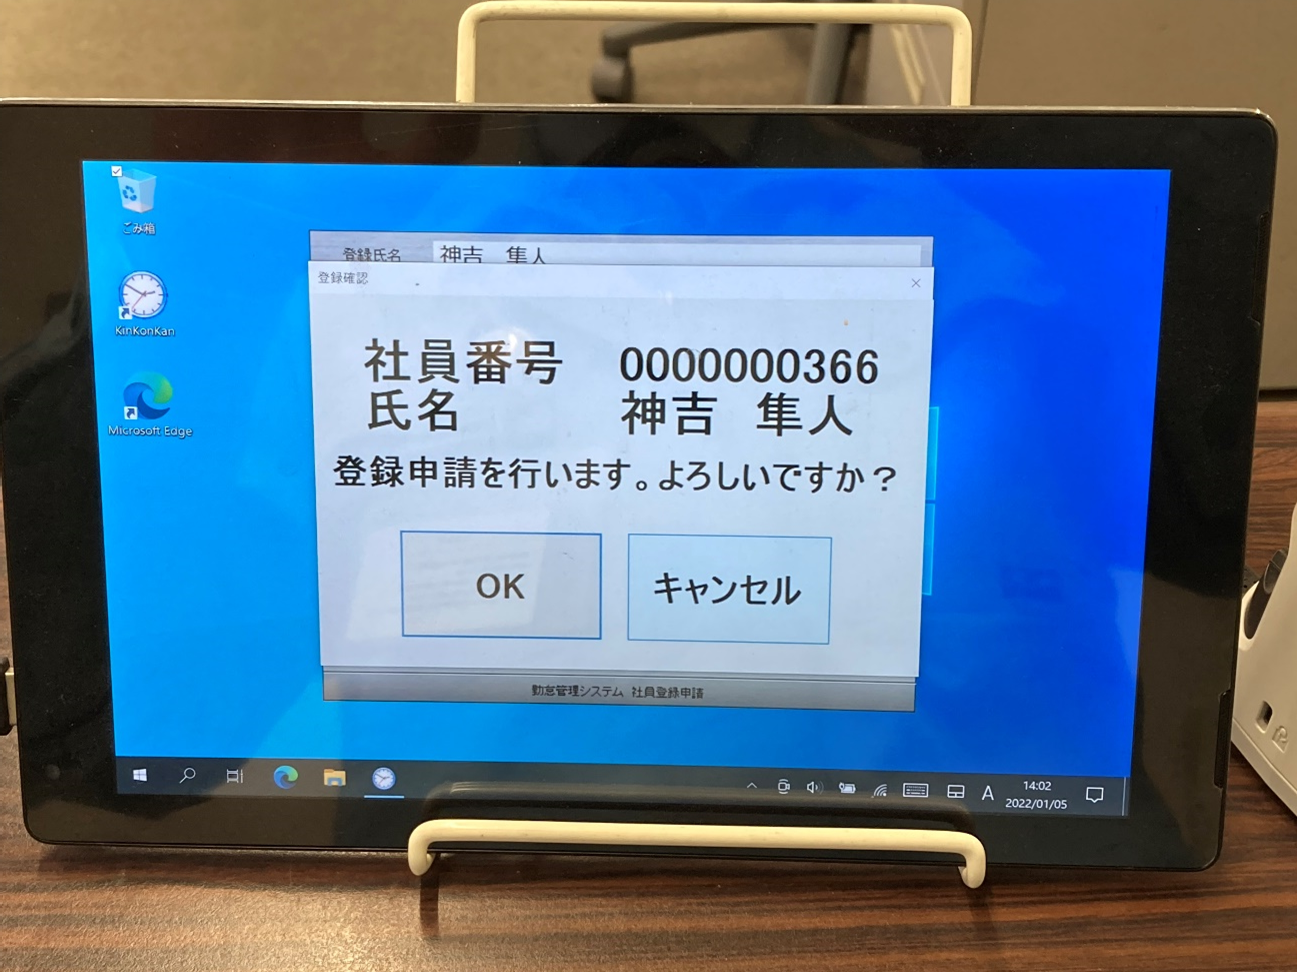 ごみ箱
KinKonKan
Microsoft Edge
登録氏名 神吉 隼人
登録確認
社員番号 0000000366
氏名 神吉 隼人
登録申請を行います。よろしいですか？
OK キャンセル
勤怠管理システム 社員登録申請
A
14:02
2022/01/05